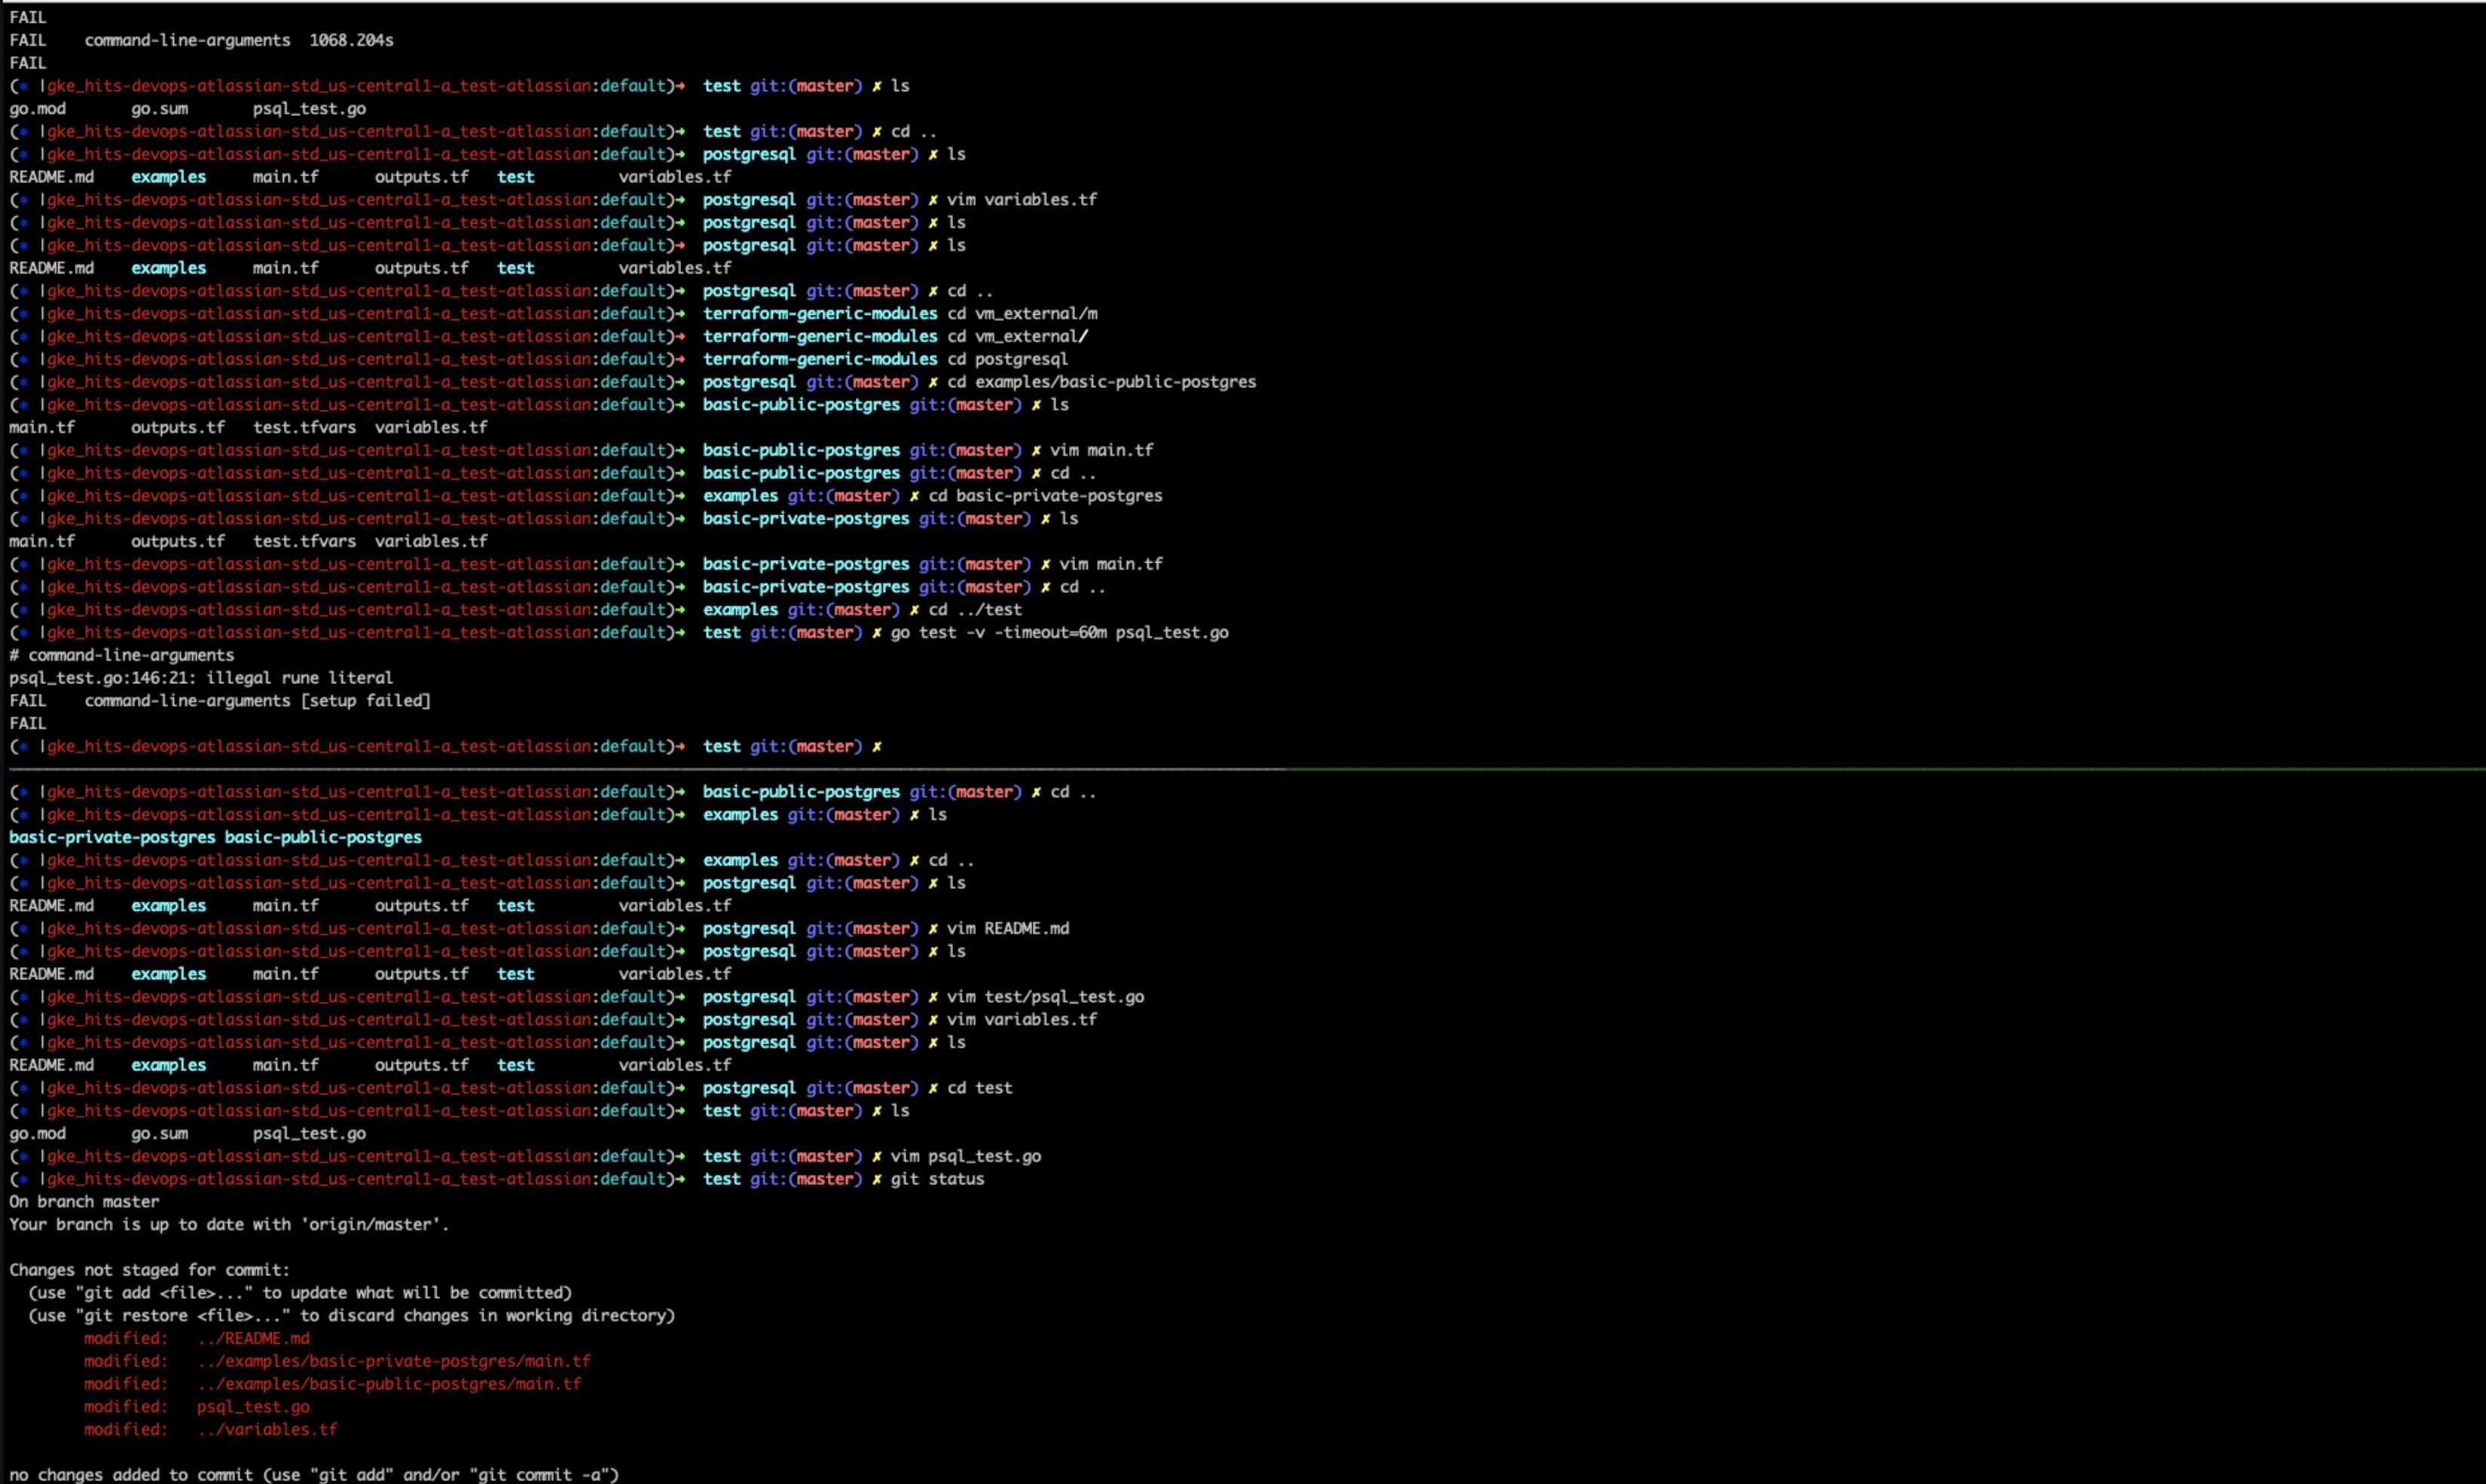 FAIL
FAIL    command-line-arguments  1068.204s
FAIL
(* |gke_hits-devops-atlassian-std_us-central1-a_test-atlassian:default)→  test git:(master) ✗ ls
go.mod       go.sum       psql_test.go
(* |gke_hits-devops-atlassian-std_us-central1-a_test-atlassian:default)→  test git:(master) ✗ cd ..
(* |gke_hits-devops-atlassian-std_us-central1-a_test-atlassian:default)→  postgresql git:(master) ✗ ls
README.md    examples     main.tf      outputs.tf   test         variables.tf
(* |gke_hits-devops-atlassian-std_us-central1-a_test-atlassian:default)→  postgresql git:(master) ✗ vim variables.tf
(* |gke_hits-devops-atlassian-std_us-central1-a_test-atlassian:default)→  postgresql git:(master) ✗ ls
(* |gke_hits-devops-atlassian-std_us-central1-a_test-atlassian:default)→  postgresql git:(master) ✗ ls
README.md    examples     main.tf      outputs.tf   test         variables.tf
(* |gke_hits-devops-atlassian-std_us-central1-a_test-atlassian:default)→  postgresql git:(master) ✗ cd ..
(* |gke_hits-devops-atlassian-std_us-central1-a_test-atlassian:default)→  terraform-generic-modules cd vm_external/m
(* |gke_hits-devops-atlassian-std_us-central1-a_test-atlassian:default)→  terraform-generic-modules cd vm_external/
(* |gke_hits-devops-atlassian-std_us-central1-a_test-atlassian:default)→  terraform-generic-modules cd postgresql
(* |gke_hits-devops-atlassian-std_us-central1-a_test-atlassian:default)→  postgresql git:(master) ✗ cd examples/basic-public-postgres
(* |gke_hits-devops-atlassian-std_us-central1-a_test-atlassian:default)→  basic-public-postgres git:(master) ✗ ls
main.tf      outputs.tf   test.tfvars  variables.tf
(* |gke_hits-devops-atlassian-std_us-central1-a_test-atlassian:default)→  basic-public-postgres git:(master) ✗ vim main.tf
(* |gke_hits-devops-atlassian-std_us-central1-a_test-atlassian:default)→  basic-public-postgres git:(master) ✗ cd ..
(* |gke_hits-devops-atlassian-std_us-central1-a_test-atlassian:default)→  examples git:(master) ✗ cd basic-private-postgres
(* |gke_hits-devops-atlassian-std_us-central1-a_test-atlassian:default)→  basic-private-postgres git:(master) ✗ ls
main.tf      outputs.tf   test.tfvars  variables.tf
(* |gke_hits-devops-atlassian-std_us-central1-a_test-atlassian:default)→  basic-private-postgres git:(master) ✗ vim main.tf
(* |gke_hits-devops-atlassian-std_us-central1-a_test-atlassian:default)→  basic-private-postgres git:(master) ✗ cd ..
(* |gke_hits-devops-atlassian-std_us-central1-a_test-atlassian:default)→  examples git:(master) ✗ cd ../test
(* |gke_hits-devops-atlassian-std_us-central1-a_test-atlassian:default)→  test git:(master) ✗ go test -v -timeout=60m psql_test.go
# command-line-arguments
psql_test.go:146:21: illegal rune literal
FAIL    command-line-arguments [setup failed]
FAIL
(* |gke_hits-devops-atlassian-std_us-central1-a_test-atlassian:default)→  test git:(master) ✗
(* |gke_hits-devops-atlassian-std_us-central1-a_test-atlassian:default)→  basic-public-postgres git:(master) ✗ cd ..
(* |gke_hits-devops-atlassian-std_us-central1-a_test-atlassian:default)→  examples git:(master) ✗ ls
basic-private-postgres basic-public-postgres
(* |gke_hits-devops-atlassian-std_us-central1-a_test-atlassian:default)→  examples git:(master) ✗ cd ..
(* |gke_hits-devops-atlassian-std_us-central1-a_test-atlassian:default)→  postgresql git:(master) ✗ ls
README.md    examples     main.tf      outputs.tf   test         variables.tf
(* |gke_hits-devops-atlassian-std_us-central1-a_test-atlassian:default)→  postgresql git:(master) ✗ vim README.md
(* |gke_hits-devops-atlassian-std_us-central1-a_test-atlassian:default)→  postgresql git:(master) ✗ ls
README.md    examples     main.tf      outputs.tf   test         variables.tf
(* |gke_hits-devops-atlassian-std_us-central1-a_test-atlassian:default)→  postgresql git:(master) ✗ vim test/psql_test.go
(* |gke_hits-devops-atlassian-std_us-central1-a_test-atlassian:default)→  postgresql git:(master) ✗ vim variables.tf
(* |gke_hits-devops-atlassian-std_us-central1-a_test-atlassian:default)→  postgresql git:(master) ✗ ls
README.md    examples     main.tf      outputs.tf   test         variables.tf
(* |gke_hits-devops-atlassian-std_us-central1-a_test-atlassian:default)→  postgresql git:(master) ✗ cd test
(* |gke_hits-devops-atlassian-std_us-central1-a_test-atlassian:default)→  test git:(master) ✗ ls
go.mod       go.sum       psql_test.go
(* |gke_hits-devops-atlassian-std_us-central1-a_test-atlassian:default)→  test git:(master) ✗ vim psql_test.go
(* |gke_hits-devops-atlassian-std_us-central1-a_test-atlassian:default)→  test git:(master) ✗ git status
On branch master
Your branch is up to date with 'origin/master'.
Changes not staged for commit:
  (use "git add <file>..." to update what will be committed)
  (use "git restore <file>..." to discard changes in working directory)
        modified:   ../README.md
        modified:   ../examples/basic-private-postgres/main.tf
        modified:   ../examples/basic-public-postgres/main.tf
        modified:   psql_test.go
        modified:   ../variables.tf
no changes added to commit (use "git add" and/or "git commit -a")